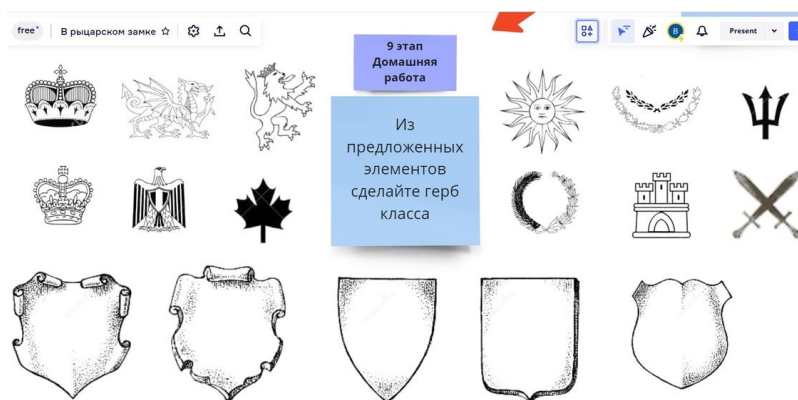 free
В рыцарском замке
B
Present
9 этап
Домашняя
работа
Из
предложенных
элементов
сделайте герб
класса